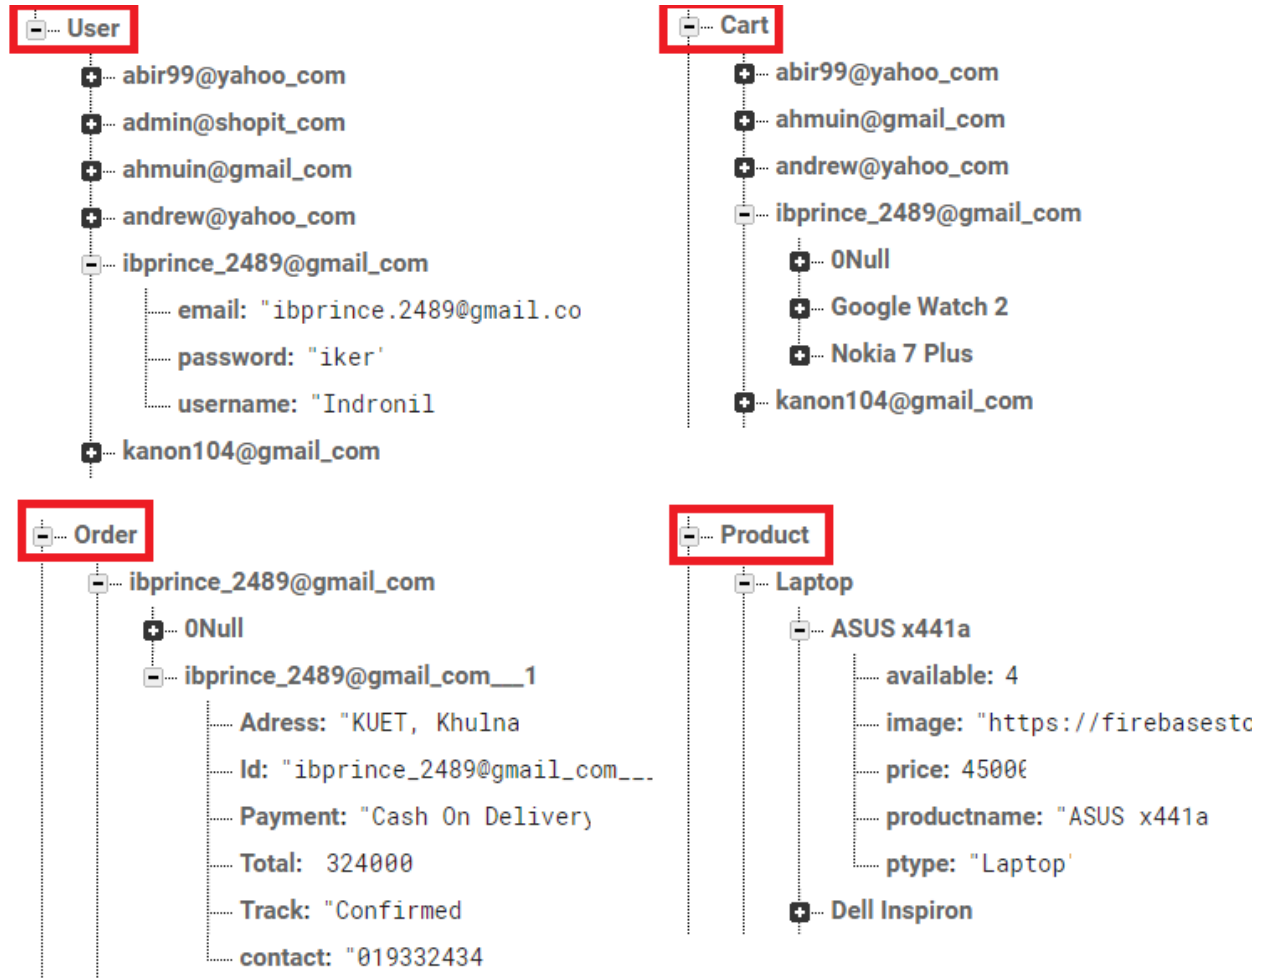 User
abir99@yahoo_com
admin@shopit_com
ahmuin@gmail_com
andrew@yahoo_com
ibprince_2489@gmail_com
email: "ibprince.2489@gmail.co
password: "iker'
username: "Indronil
kanon104@gmail_com
Cart
abir99@yahoo_com
ahmuin@gmail_com
andrew@yahoo_com
ibprince_2489@gmail_com
0Null
Google Watch 2
Nokia 7 Plus
kanon104@gmail_com
Order
ibprince_2489@gmail_com
0Null
ibprince_2489@gmail_com___1
Adress: "KUET, Khulna
Id: "ibprince_2489@gmail_com___
Payment: "Cash On Delivery
Total: 324000
Track: "Confirmed
contact: "019332434
Product
Laptop
ASUS x441a
available: 4
image: "https://firebasesto
price: 45000
productname: "ASUS x441a
ptype: "Laptop'
Dell Inspiron